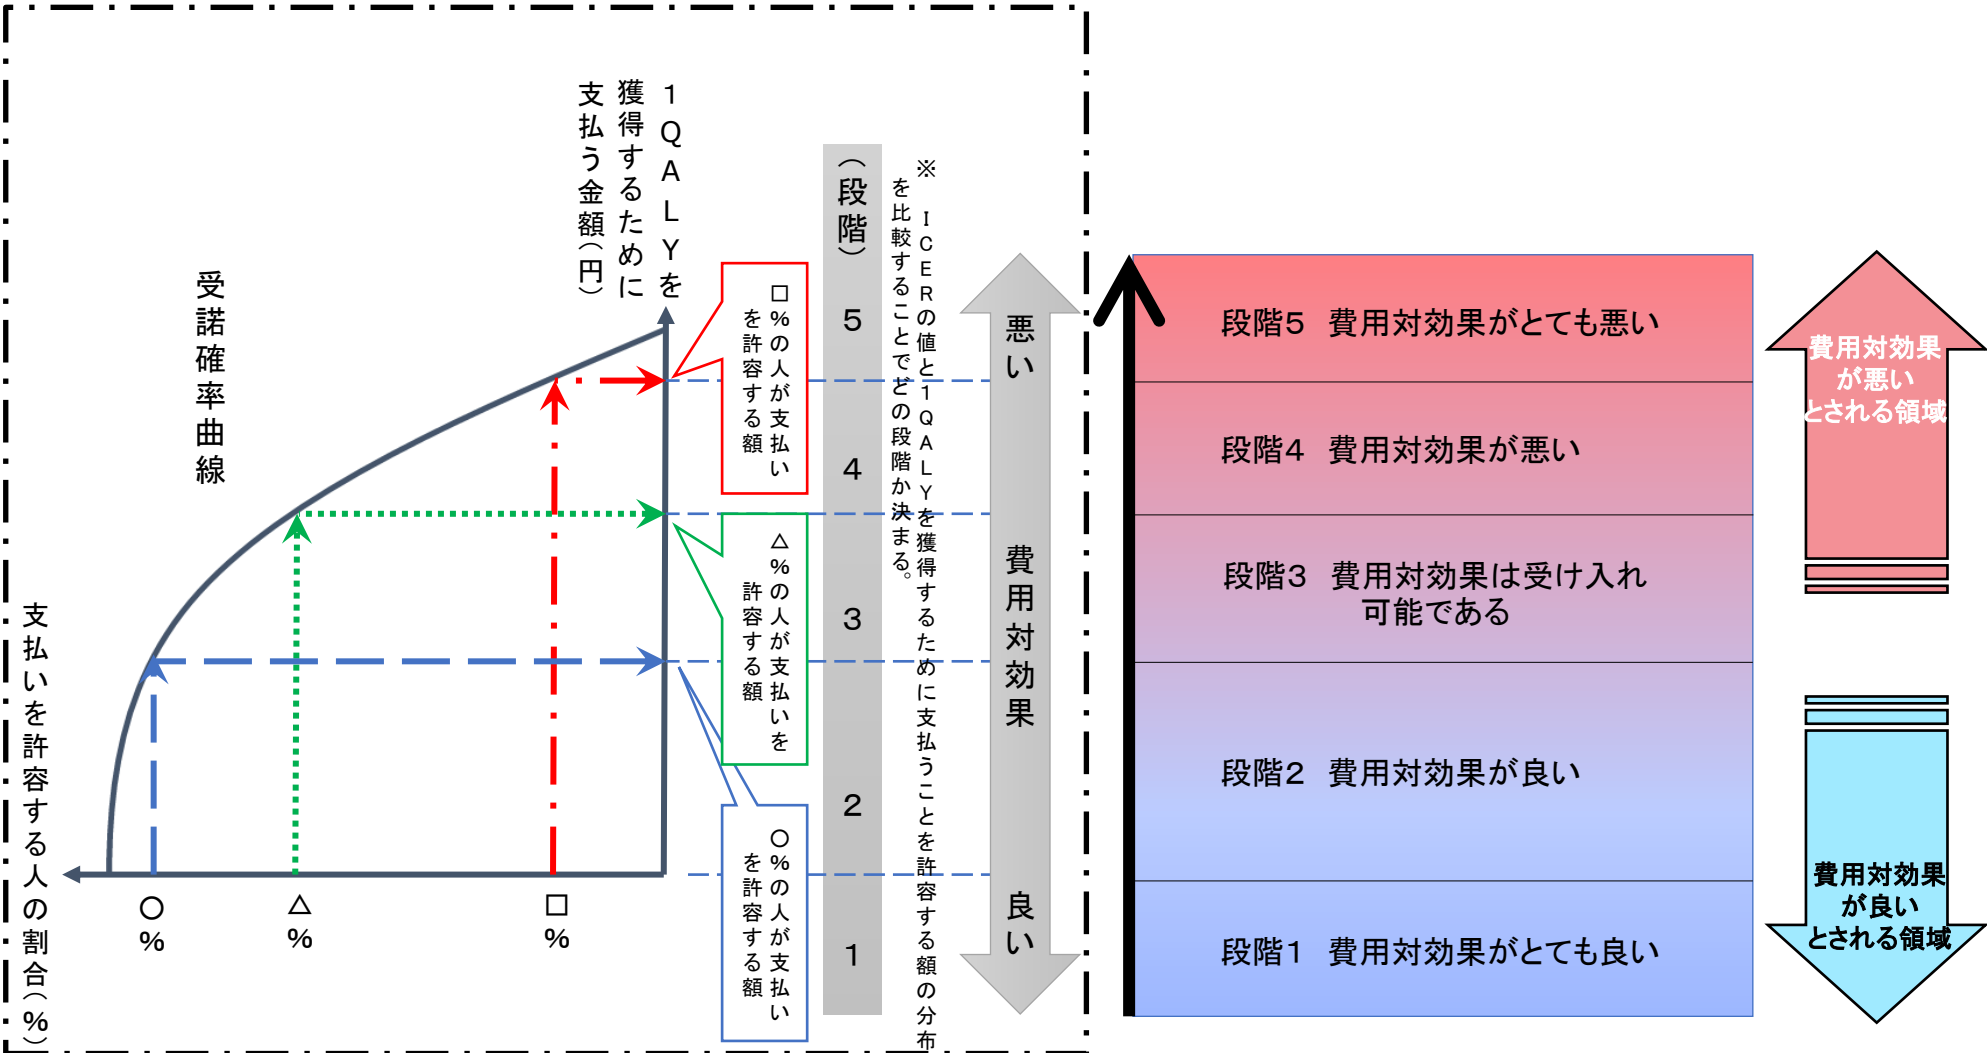 1QALYを
獲得するために
支払う金額(円)
受諾確率曲線
支払いを許容する人の割合(%)
○
%
△
%
□
%
□%の人が支払い
を許容する額
△%の人が支払いを
許容する額
○%の人が支払い
を許容する額
(段階)
5
4
3
2
1
※ ICERの値と1QALYを獲得するために支払うことを許容する額の分布
を比較することでどの段階か決まる。
悪い
費用対効果
良い
段階5 費用対効果がとても悪い
段階4 費用対効果が悪い
段階3 費用対効果は受け入れ
可能である
段階2 費用対効果が良い
段階1 費用対効果がとても良い
費用対効果
が悪い
とされる領域
費用対効果
が良い
とされる領域